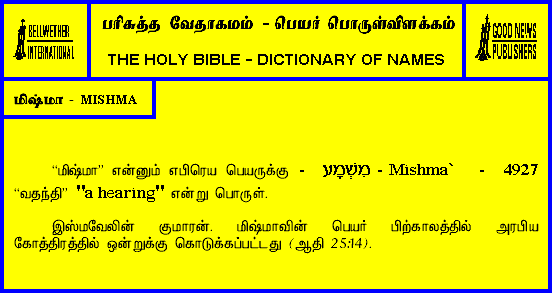 BELLWETHER
INTERNATIONAL
பரிசுத்த வேதாகமம் - பெயர் பொருள்விளக்கம்
THE HOLY BIBLE - DICTIONARY OF NAMES
GOOD NEWS
PUBLISHERS
மிஷ்மா - MISHMA
“மிஷ்மா” என்னும் எபிரெய பெயருக்கு - מִשְׁמָע - Mishma` - 4927
“வதந்தி” "a hearing" என்று பொருள்.
இஸ்மவேலின் குமாரன். மிஷ்மாவின் பெயர் பிற்காலத்தில் அரபிய
கோத்திரத்தில் ஒன்றுக்கு கொடுக்கப்பட்டது (ஆதி 25:14).